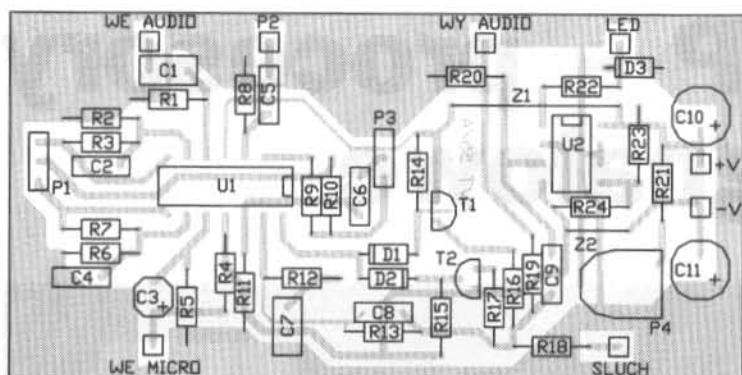 WE AUDIO P2 WY AUDIO LED
C1 R20 R22 D3
R1 R8 C5 Z1 C10
R2 P3 +
R3 U2 R23
C2 R14 +V
P1 U1 R9 R10 C6 R21
R7 T1 R24 -V
R6 D1 Z2
C4 R4 R12 D2 T2 R19 C9 C11
C3 R5 R11 R17 R16 +
+ C7 C8 R15 P4
R13
R18
WE MICRO SLUCH